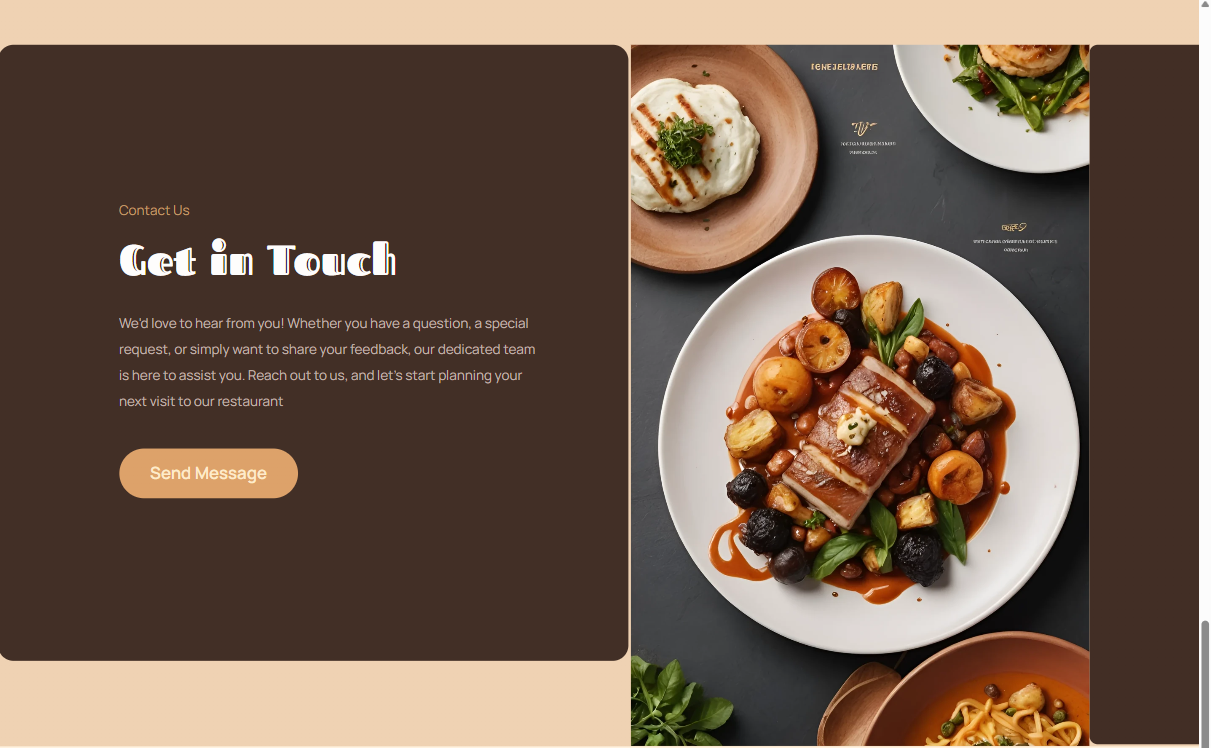 Contact Us
Get in Touch
We'd love to hear from you! Whether you have a question, a special
request, or simply want to share your feedback, our dedicated team
is here to assist you. Reach out to us, and let's start planning your
next visit to our restaurant
Send Message